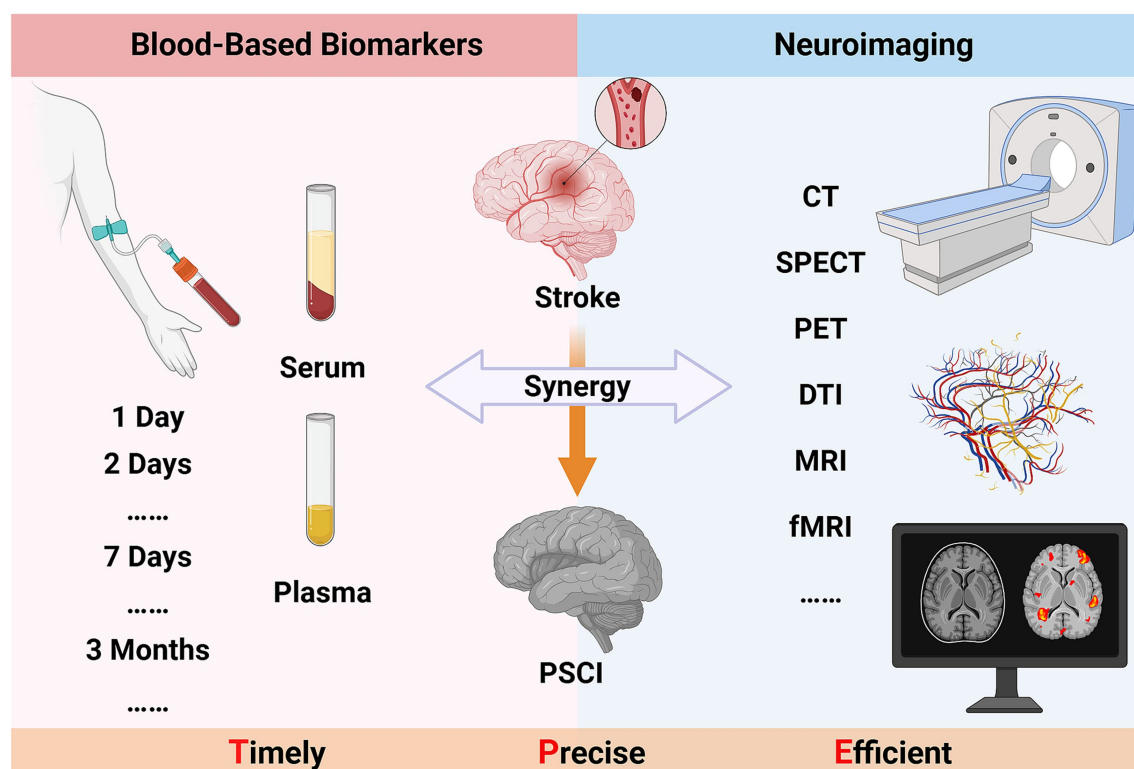 Blood-Based Biomarkers
Neuroimaging
Serum
Plasma
1 Day
2 Days
......
7 Days
......
3 Months
......
Stroke
Synergy
PSCI
CT
SPECT
PET
DTI
MRI
fMRI
......
Timely
Precise
Efficient